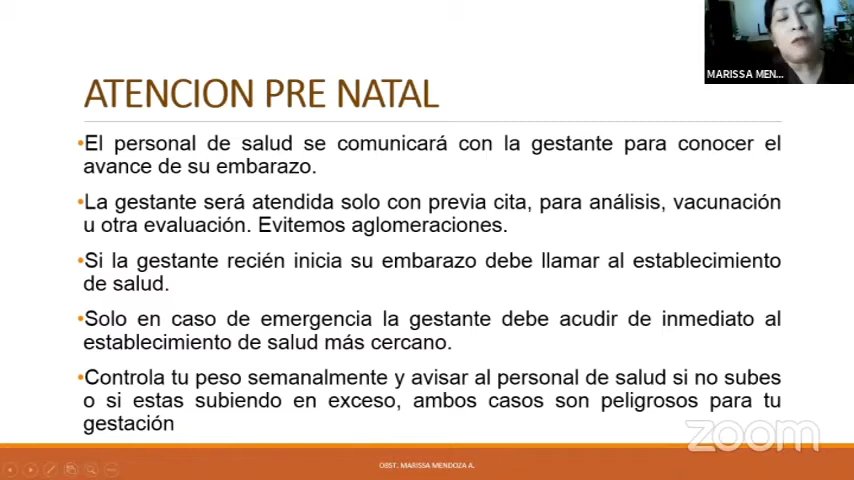 MARISSA MEN...
ATENCION PRE NATAL
•El personal de salud se comunicará con la gestante para conocer el
avance de su embarazo.
•La gestante será atendida solo con previa cita, para análisis, vacunación
u otra evaluación. Evitemos aglomeraciones.
•Si la gestante recién inicia su embarazo debe llamar al establecimiento
de salud.
•Solo en caso de emergencia la gestante debe acudir de inmediato al
establecimiento de salud más cercano.
•Controla tu peso semanalmente y avisar al personal de salud si no subes
o si estas subiendo en exceso, ambos casos son peligrosos para tu
gestación
zoom
OBST. MARISSA MENDOZA A.